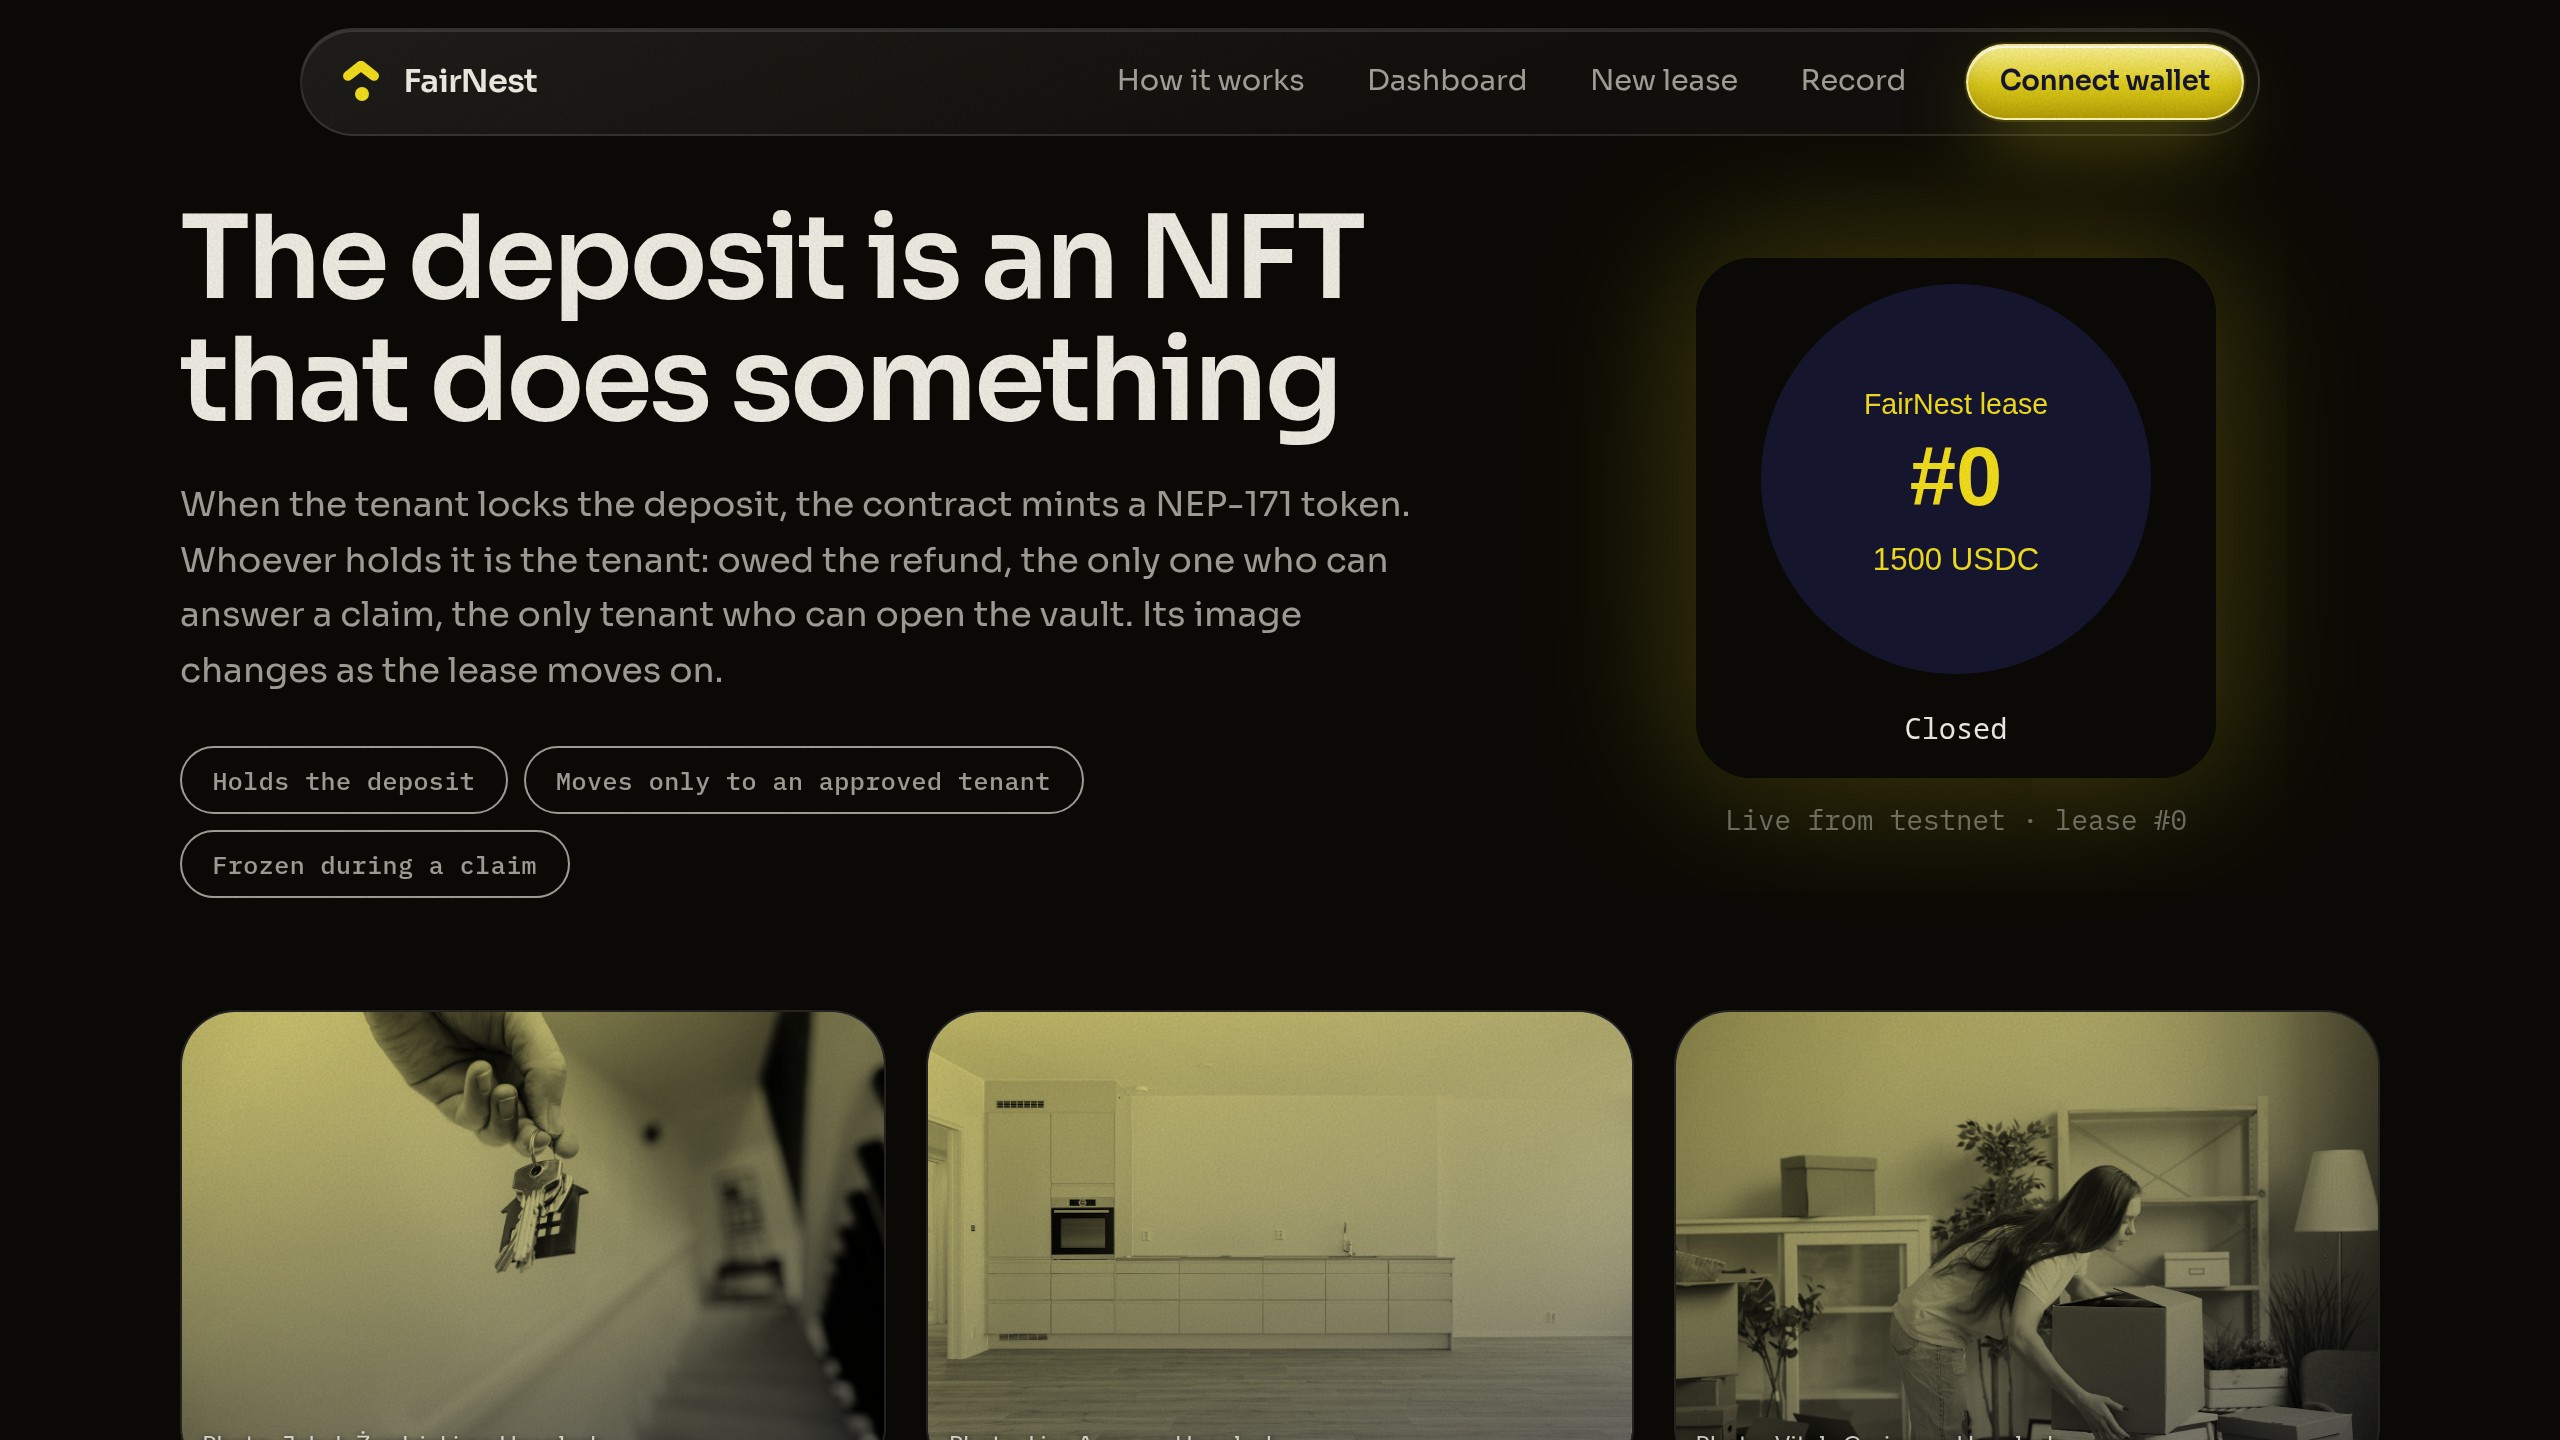 FairNest
How it works
Dashboard
New lease
Record
Connect wallet
The deposit is an NFT
that does something
When the tenant locks the deposit, the contract mints a NEP-171 token.
Whoever holds it is the tenant: owed the refund, the only one who can
answer a claim, the only tenant who can open the vault. Its image
changes as the lease moves on.
Holds the deposit
Moves only to an approved tenant
Frozen during a claim
FairNest lease
#0
1500 USDC
Closed
Live from testnet · lease #0